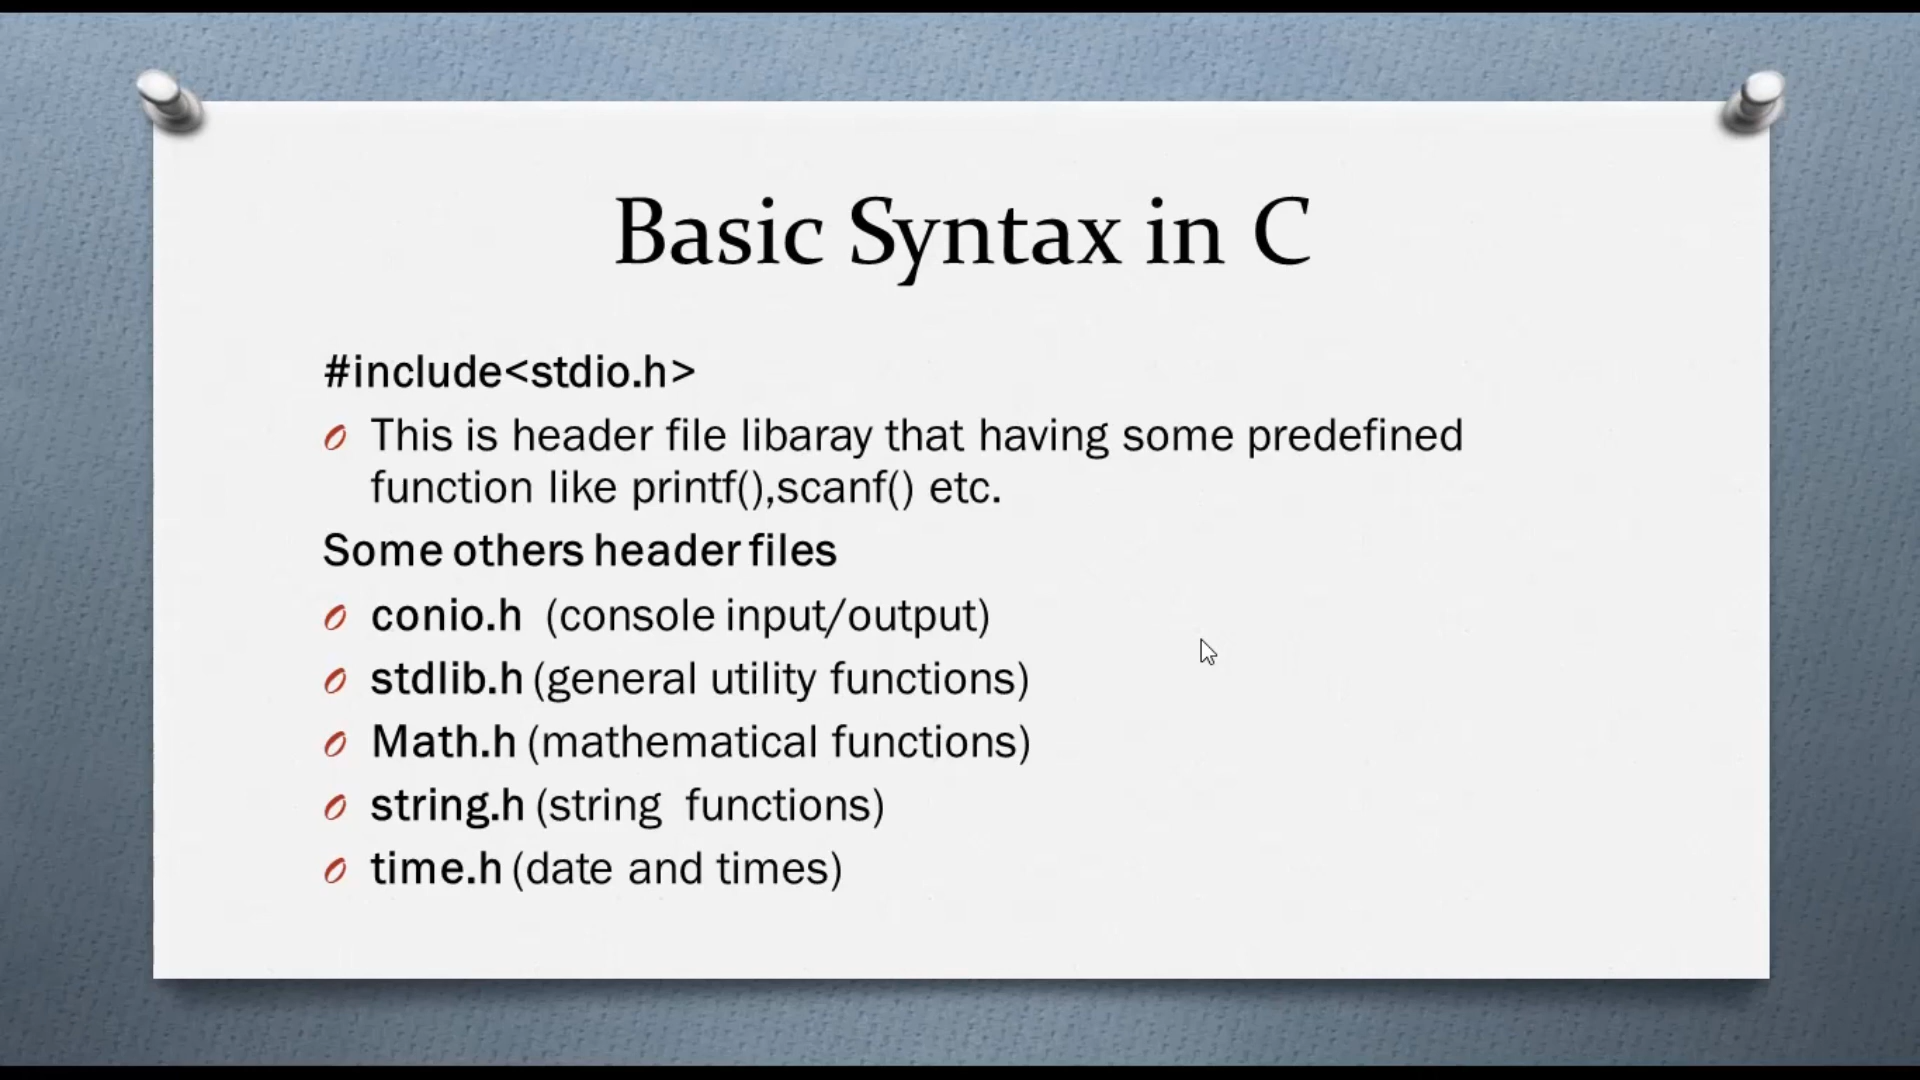 Basic Syntax in C
#include<stdio.h>
This is header file libaray that having some predefined
function like printf(),scanf() etc.
Some others header files
conio.h (console input/output)
stdlib.h (general utility functions)
Math.h (mathematical functions)
string.h (string functions)
time.h (date and times)